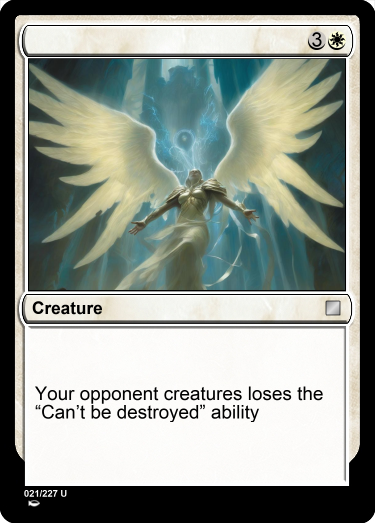 3
Creature
Your opponent creatures loses the
“Can’t be destroyed” ability
021/227 U